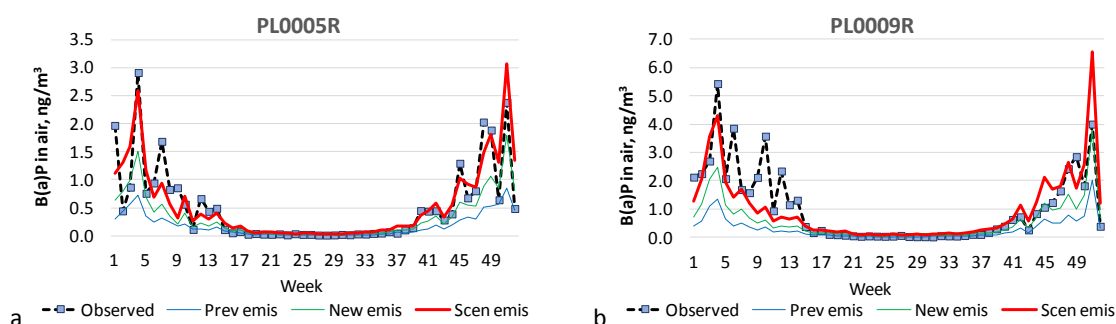 PL0005R
B(a)P in air, ng/m³
3.5
3.0
2.5
2.0
1.5
1.0
0.5
0.0
1 5 9 13 17 21 25 29 33 37 41 45 49
Week
a
Observed Prev emis New emis Scen emis
PL0009R
B(a)P in air, ng/m³
7.0
6.0
5.0
4.0
3.0
2.0
1.0
0.0
1 5 9 13 17 21 25 29 33 37 41 45 49
Week
b
Observed Prev emis New emis Scen emis